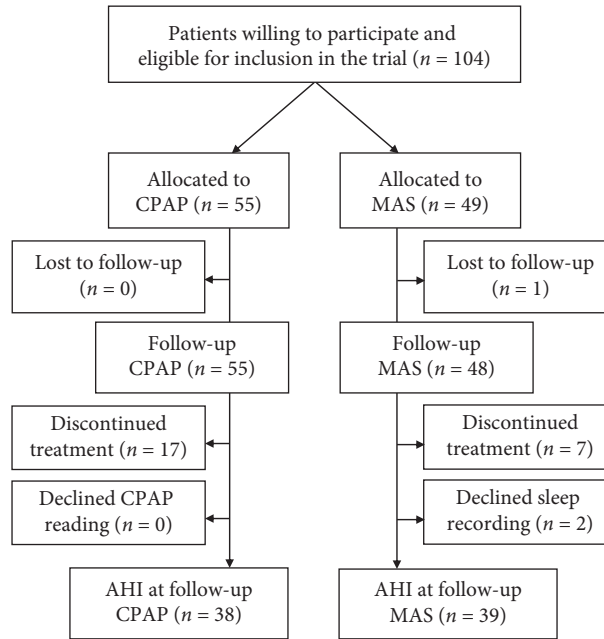 Patients willing to participate and
eligible for inclusion in the trial (n = 104)
Allocated to
CPAP (n = 55)
Allocated to
MAS (n = 49)
Lost to follow-up
(n = 0)
Lost to follow-up
(n = 1)
Follow-up
CPAP (n = 55)
Follow-up
MAS (n = 48)
Discontinued
treatment (n = 17)
Discontinued
treatment (n = 7)
Declined CPAP
reading (n = 0)
Declined sleep
recording (n = 2)
AHI at follow-up
CPAP (n = 38)
AHI at follow-up
MAS (n = 39)